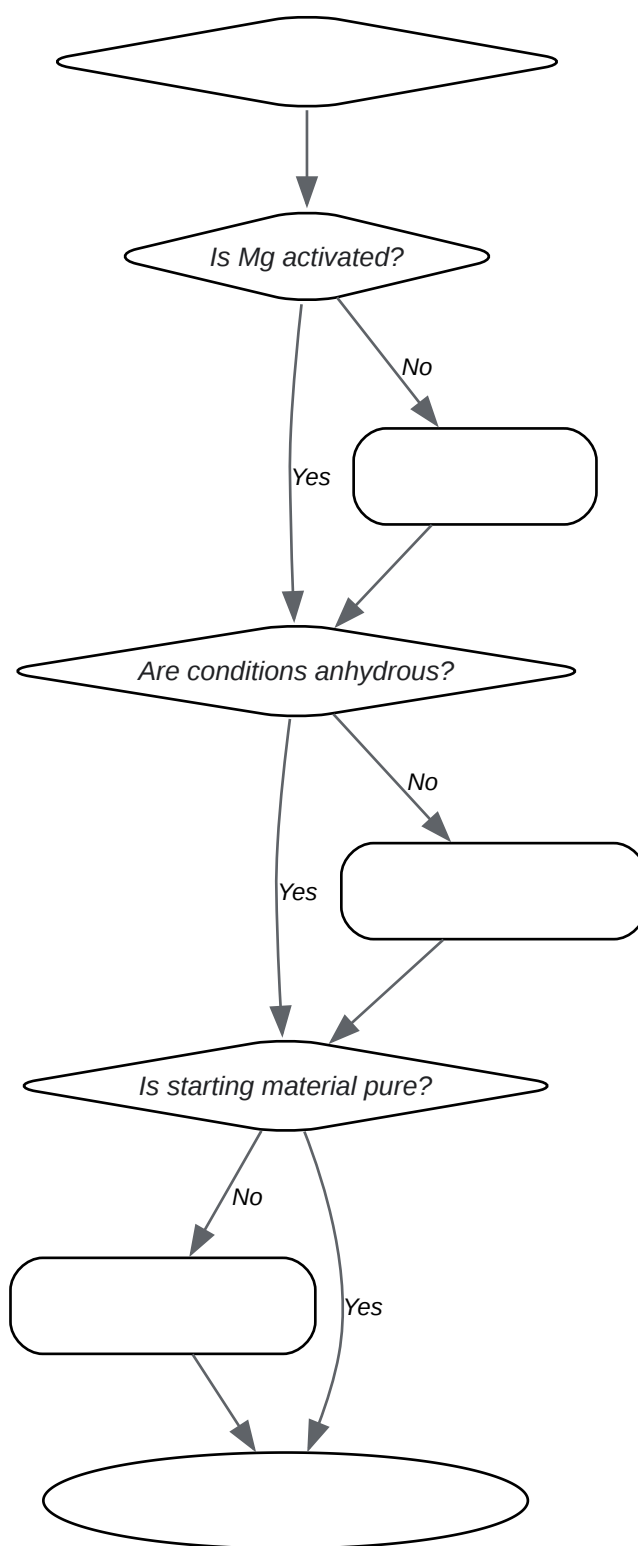 Is Mg activated?
No
Yes
Are conditions anhydrous?
No
Yes
Is starting material pure?
No
Yes